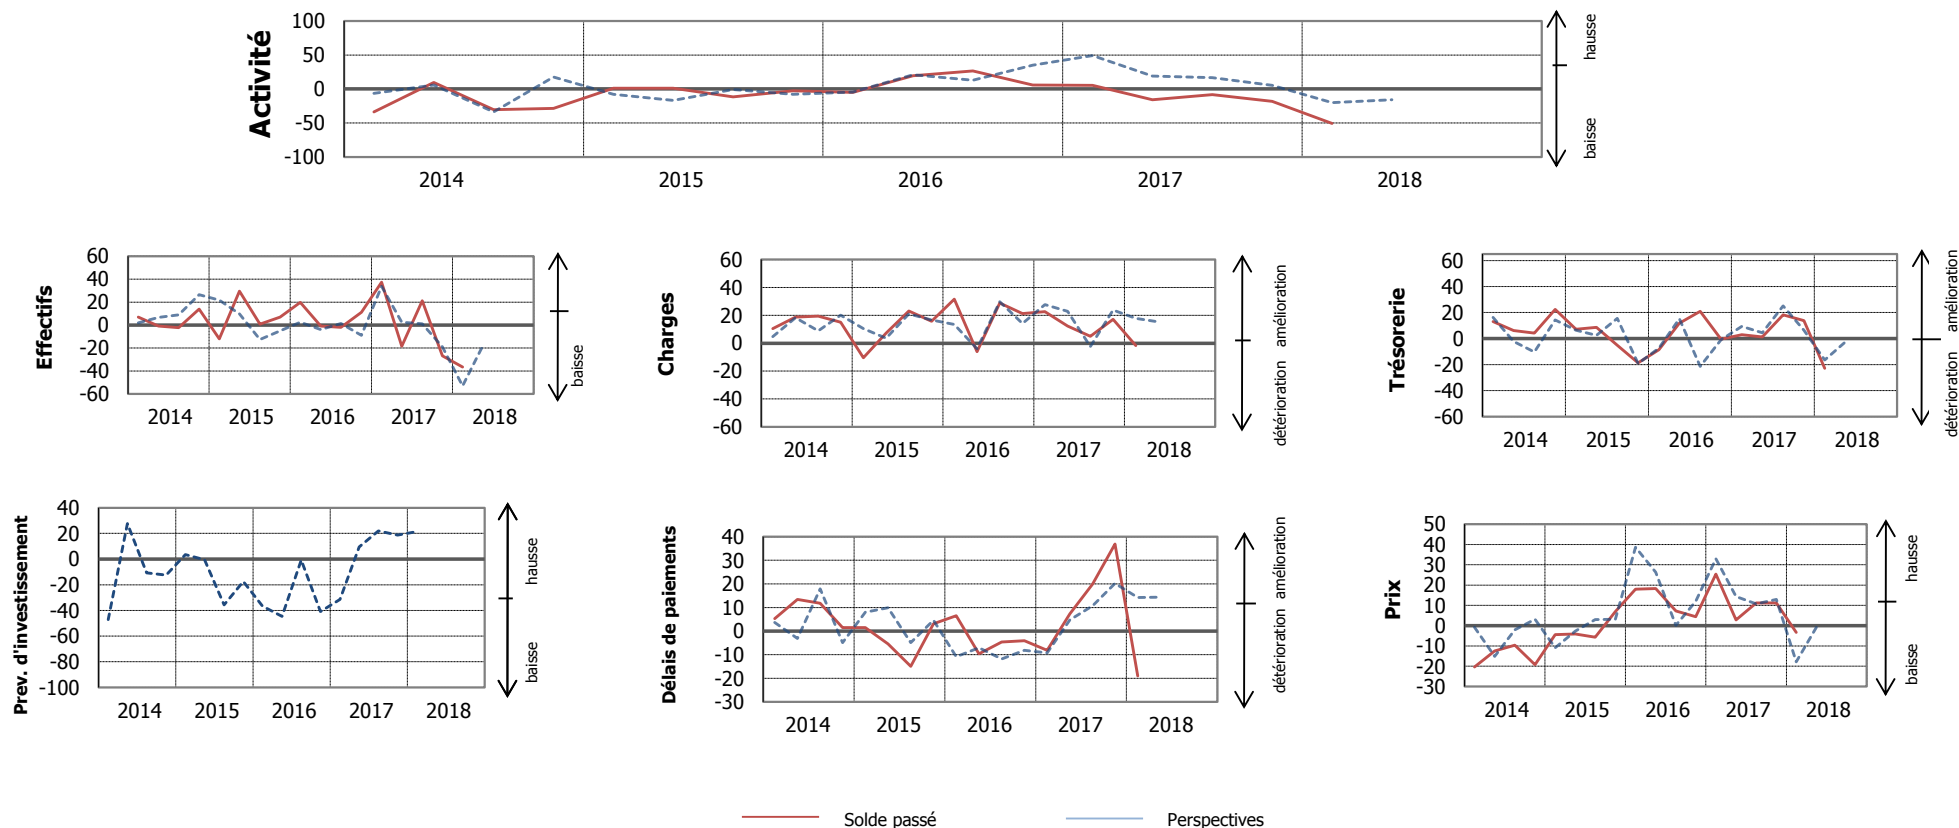 Activité
100
50
0
-50
-100
2014 2015 2016 2017 2018
hausse
baisse
Effectifs
60
40
20
0
-20
-40
-60
2014 2015 2016 2017 2018
baisse
Charges
60
40
20
0
-20
-40
-60
2014 2015 2016 2017 2018
amélioration
détérioration
Trésorerie
60
40
20
0
-20
-40
-60
2014 2015 2016 2017 2018
amélioration
détérioration
Prev. d'investissement
40
20
0
-20
-40
-60
-80
-100
2014 2015 2016 2017 2018
hausse
baisse
Délais de paiements
40
30
20
10
0
-10
-20
-30
2014 2015 2016 2017 2018
amélioration
détérioration
Prix
50
40
30
20
10
0
-10
-20
-30
2014 2015 2016 2017 2018
hausse
baisse
Solde passé Perspectives